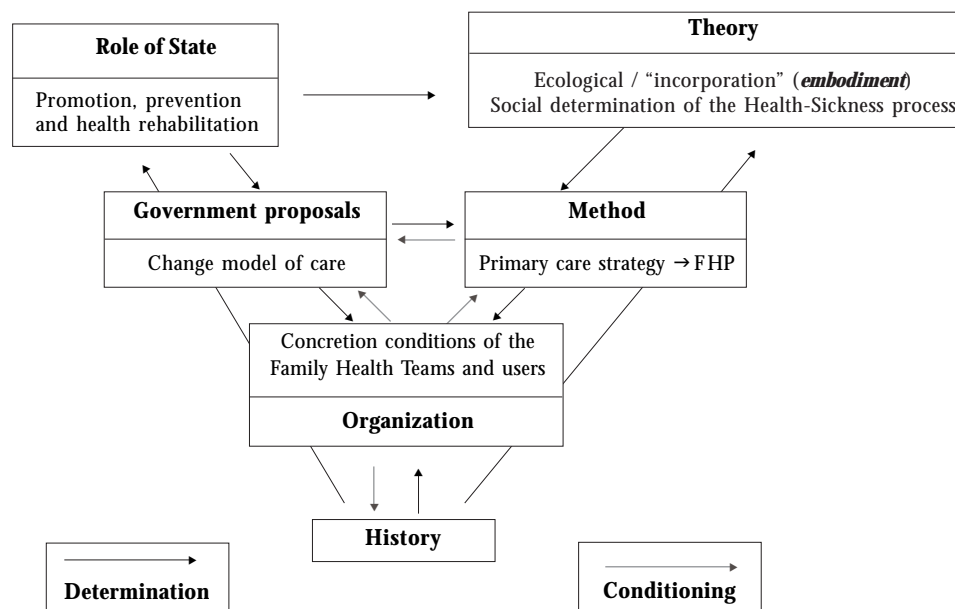 Role of State
Promotion, prevention
and health rehabilitation
Theory
Ecological / “incorporation” (embodiment)
Social determination of the Health-Sickness process
Government proposals
Change model of care
Method
Primary care strategy → FHP
Concretion conditions of the
Family Health Teams and users
Organization
History
Determination
Conditioning